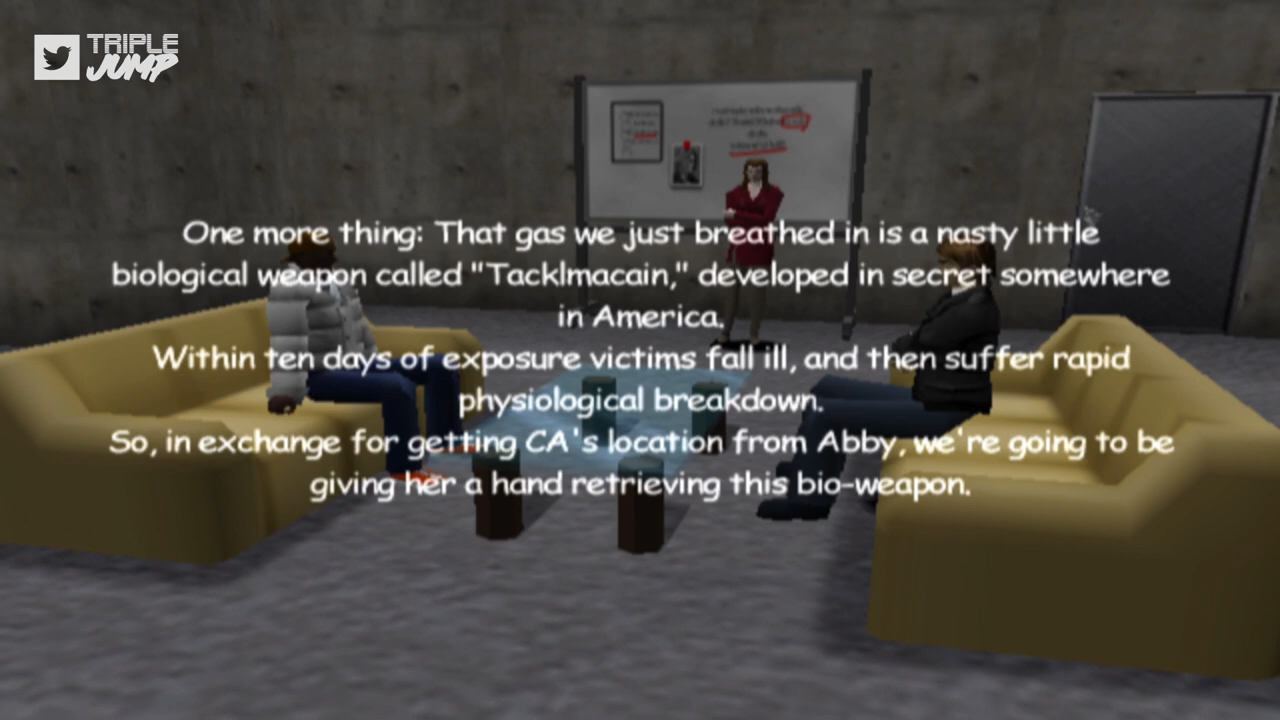 TRIPLE
JUMP
One more thing: That gas we just breathed in is a nasty little
biological weapon called "Tacklmacain," developed in secret somewhere
in America.
Within ten days of exposure victims fall ill, and then suffer rapid
physiological breakdown.
So, in exchange for getting CA's location from Abby, we're going to be
giving her a hand retrieving this bio-weapon.